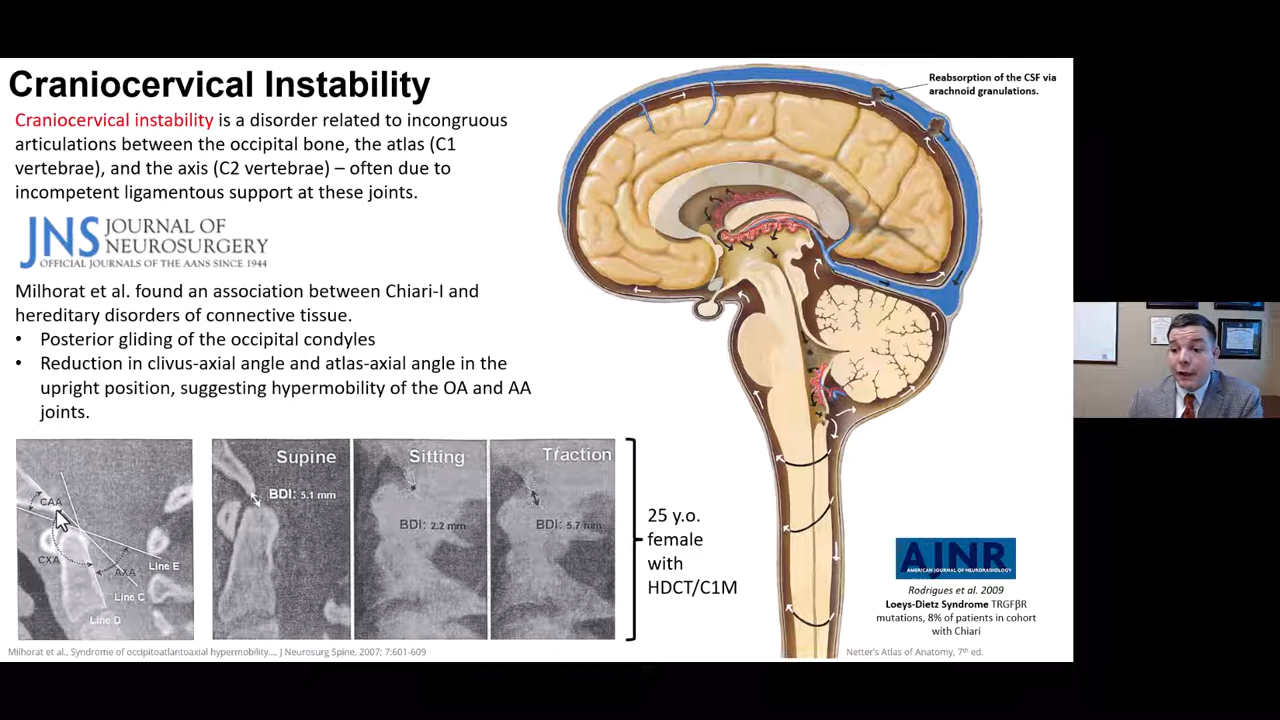 Craniocervical Instability
Craniocervical instability is a disorder related to incongruous
articulations between the occipital bone, the atlas (C1
vertebrae), and the axis (C2 vertebrae) – often due to
incompetent ligamentous support at these joints.
JNS JOURNAL OF
NEUROSURGERY
OFFICIAL JOURNALS OF THE AANS SINCE 1944
Milhorat et al. found an association between Chiari-I and
hereditary disorders of connective tissue.
• Posterior gliding of the occipital condyles
• Reduction in clivus-axial angle and atlas-axial angle in the
upright position, suggesting hypermobility of the OA and AA
joints.
CAA
CXA
AXA
Line E
Line C
Line D
Supine
BDI: 5.1 mm
Sitting
BDI: 2.2 mm
Traction
BDI: 5.7 mm
25 y.o.
female
with
HDCT/C1M
Milhorat et al., Syndrome of occipitoatlantoaxial hypermobility..., J Neurosurg Spine, 2007; 7:601-609
Reabsorption of the CSF via
arachnoid granulations.
AJNR
AMERICAN JOURNAL OF NEURORADIOLOGY
Rodrigues et al. 2009
Loeys-Dietz Syndrome TRGFβR
mutations, 8% of patients in cohort
with Chiari
Netter's Atlas of Anatomy, 7th ed.